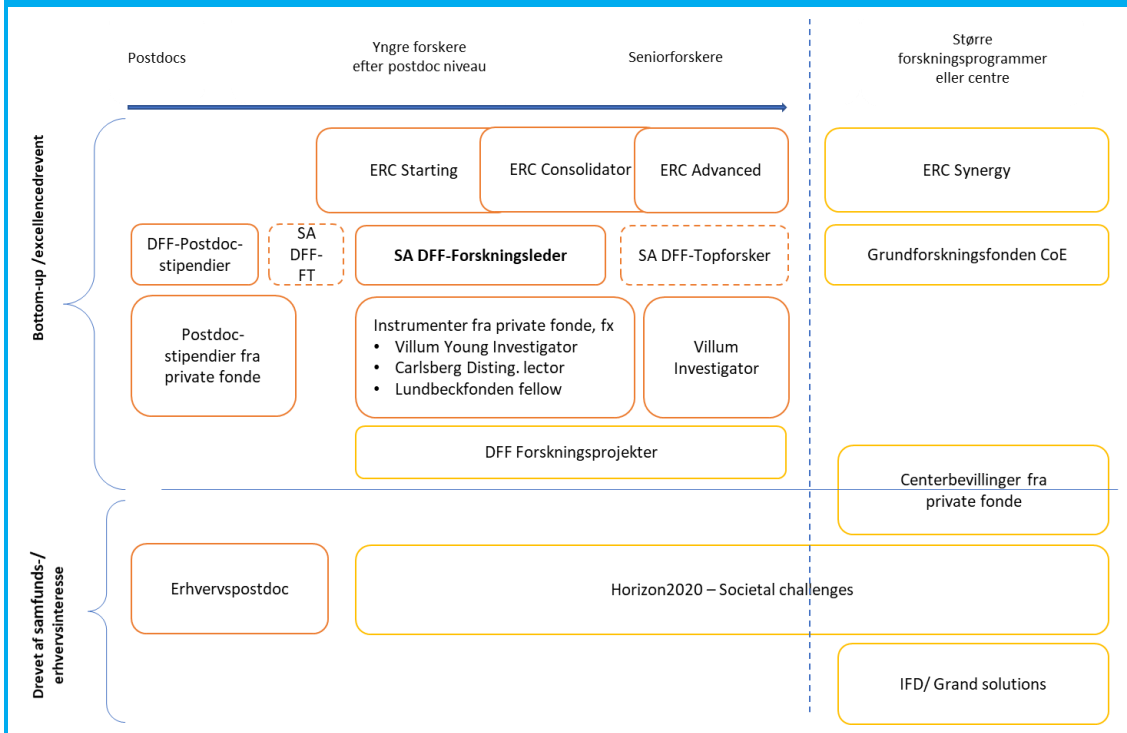 Postdocs
Yngre forskere
efter postdoc niveau
Seniorforskere
Større
forskningsprogrammer
eller centre
Bottom-up /excellencedrevent
ERC Starting
ERC Consolidator
ERC Advanced
ERC Synergy
DFF-Postdoc-
stipendier
SA
DFF-
FT
SA DFF-Forskningsleder
SA DFF-Topforsker
Grundforskningsfonden CoE
Postdoc-
stipendier fra
private fonde
Instrumenter fra private fonde, fx
• Villum Young Investigator
• Carlsberg Disting. lector
• Lundbeckfonden fellow
Villum
Investigator
DFF Forskningsprojekter
Centerbevillinger fra
private fonde
Drevet af samfunds-/
erhvervsinteresse
Erhvervspostdoc
Horizon2020 – Societal challenges
IFD/ Grand solutions